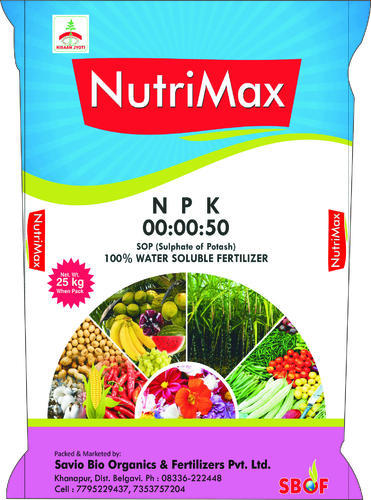 KISAAN JYOTI
NutriMax
N P K
00:00:50
SOP (Sulphate of Potash)
100% WATER SOLUBLE FERTILIZER
NutriMax
NutriMax
Net. Wt.
25 kg
When Pack
Packed & Marketed by:
Savio Bio Organics & Fertilizers Pvt. Ltd.
Khanapur, Dist. Belgavi. Ph : 08336-222448
Cell : 7795229437, 7353757204
SBOF